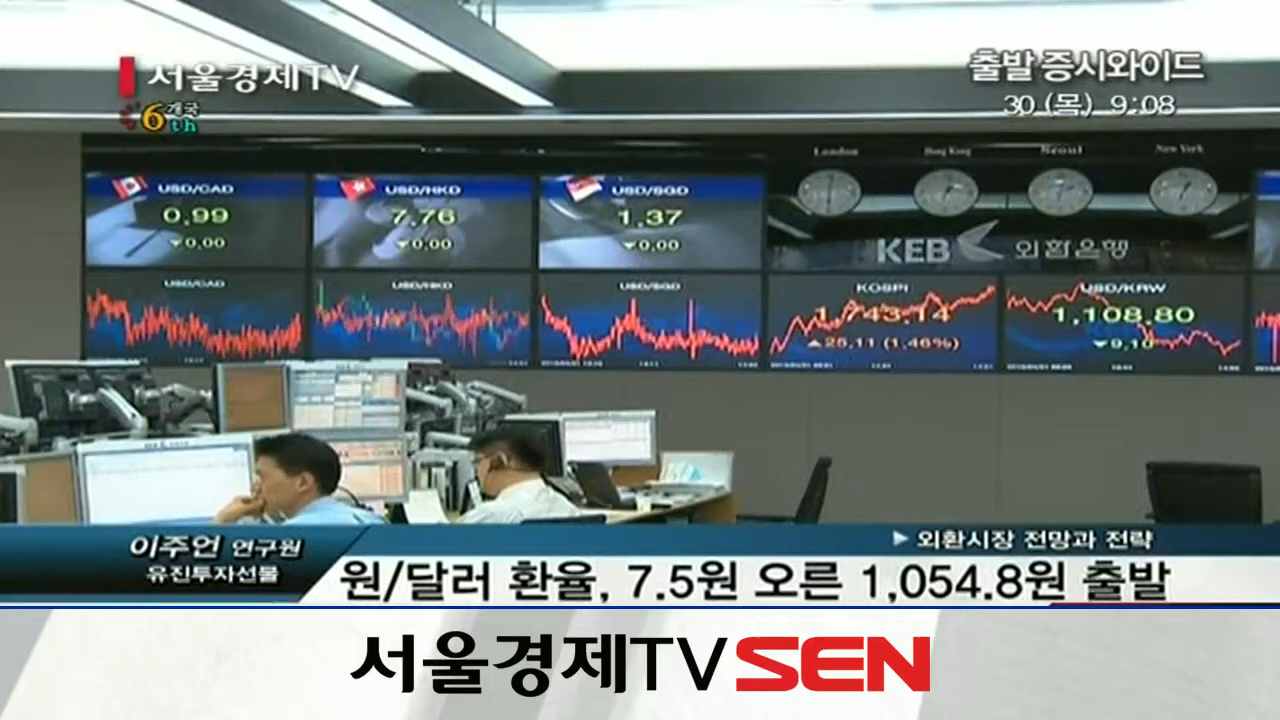 서울경제TV
6th 개국
출발 증시와이드
30 (목) 9:08
London
Hong Kong
Seoul
New York
USD/CAD
0.99
▼0.00
USD/HKD
7.76
▼0.00
USD/SGD
1.37
▼0.00
KEB 외환은행
USD/CAD
USD/HKD
USD/SGD
KOSPI
1,743.14
▲25.11 (1.46%)
USD/KRW
1,108.80
▼9.10
이주언 연구원
유진투자선물
▶외환시장 전망과 전략
원/달러 환율, 7.5원 오른 1,054.8원 출발
서울경제TV SEN